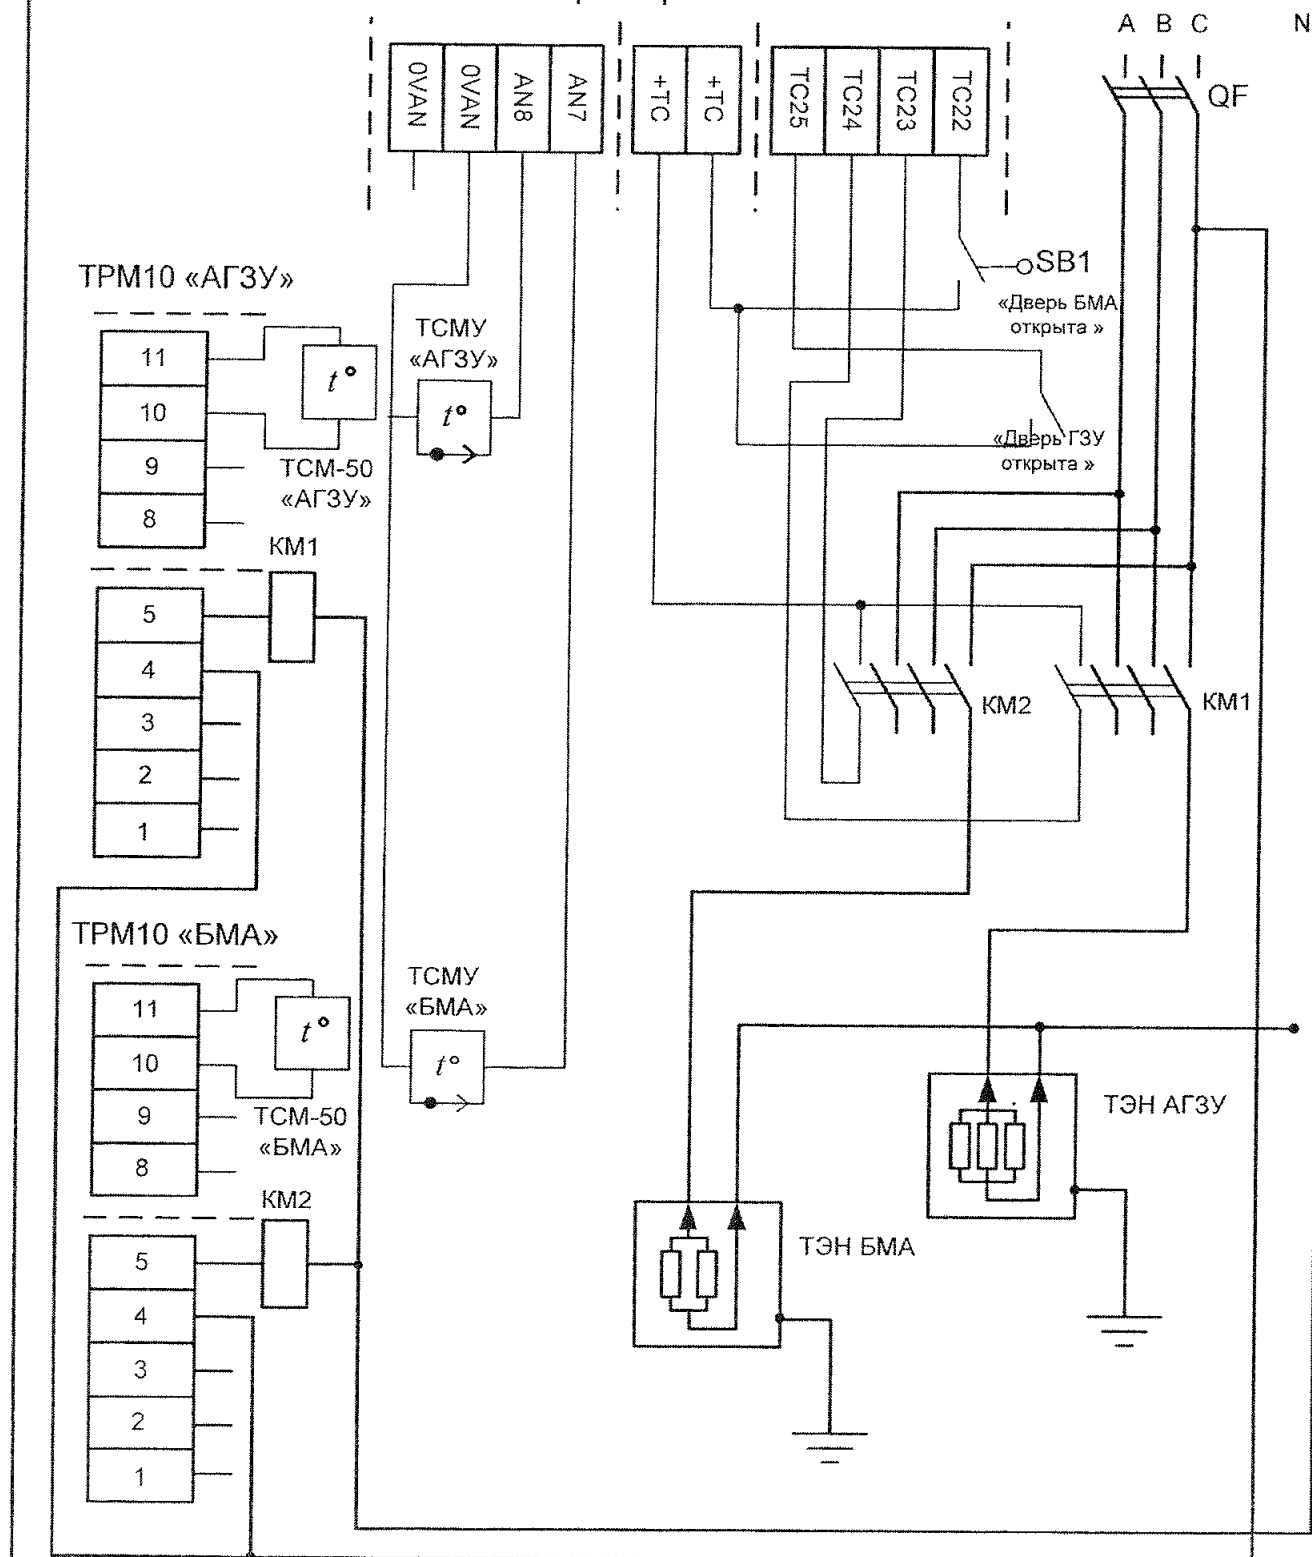 A B C N
0VAN 0VAN AN8 AN7 +TC +TC TC25 TC24 TC23 TC22
QF
SB1
«Дверь БМА
открыта »
ТРМ10 «АГЗУ»
ТСМУ
«АГЗУ»
11
t°
t°
10
«Дверь ГЗУ
открыта »
9
ТСМ-50
«АГЗУ»
8
КМ1
5
4
КМ2
КМ1
3
2
1
ТРМ10 «БМА»
ТСМУ
«БМА»
11
t°
10
t°
9
ТСМ-50
«БМА»
ТЭН АГЗУ
8
КМ2
ТЭН БМА
5
4
3
2
1